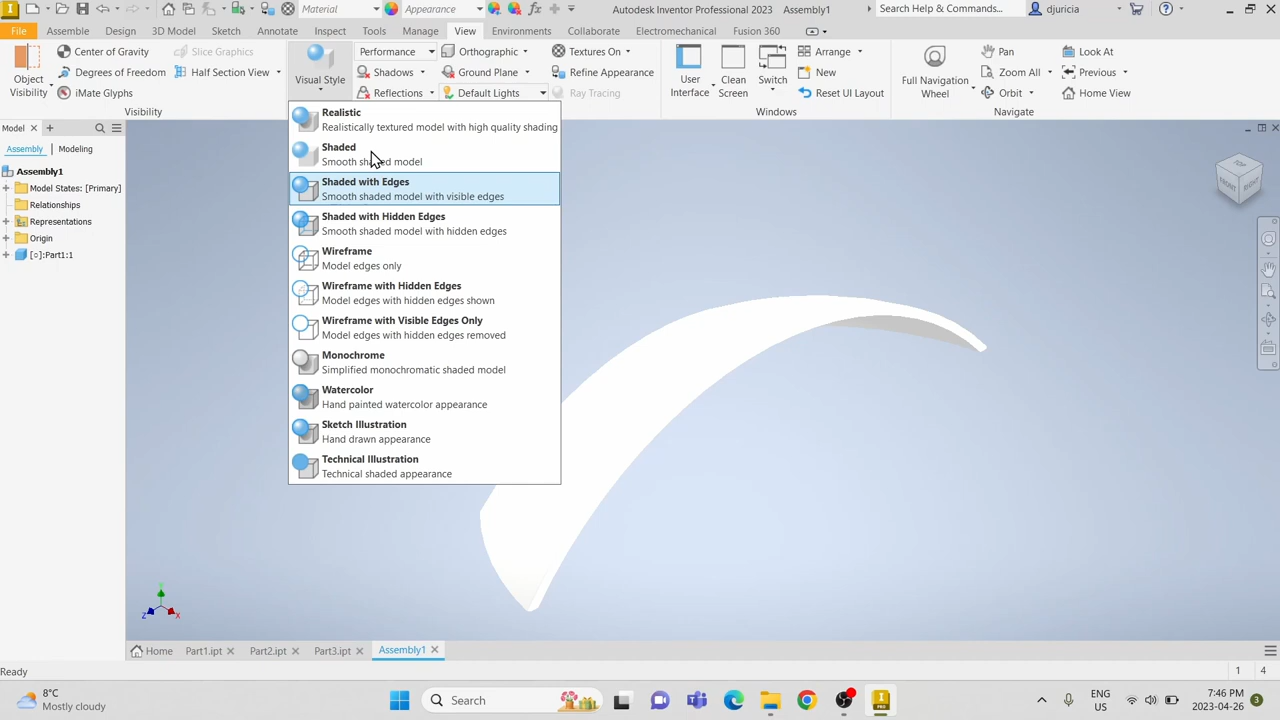 Material
Appearance
Autodesk Inventor Professional 2023 Assembly1
Search Help & Commands...
djuricia
File
Assemble
Design
3D Model
Sketch
Annotate
Inspect
Tools
Manage
View
Environments
Collaborate
Electromechanical
Fusion 360
Object
Visibility
Center of Gravity
Degrees of Freedom
iMate Glyphs
Slice Graphics
Half Section View
Visibility
Visual Style
Performance
Shadows
Reflections
Orthographic
Ground Plane
Default Lights
Textures On
Refine Appearance
Ray Tracing
User
Interface
Clean
Screen
Switch
Arrange
New
Reset UI Layout
Windows
Full Navigation
Wheel
Pan
Zoom All
Orbit
Look At
Previous
Home View
Navigate
Realistic
Realistically textured model with high quality shading
Shaded
Smooth shaded model
Shaded with Edges
Smooth shaded model with visible edges
Shaded with Hidden Edges
Smooth shaded model with hidden edges
Wireframe
Model edges only
Wireframe with Hidden Edges
Model edges with hidden edges shown
Wireframe with Visible Edges Only
Model edges with hidden edges removed
Monochrome
Simplified monochromatic shaded model
Watercolor
Hand painted watercolor appearance
Sketch Illustration
Hand drawn appearance
Technical Illustration
Technical shaded appearance
Model
Assembly
Modeling
Assembly1
Model States: [Primary]
Relationships
Representations
Origin
[○]:Part1:1
FRONT
RIGHT
Y
Z
X
Home
Part1.ipt
Part2.ipt
Part3.ipt
Assembly1
Ready
1
4
8°C
Mostly cloudy
Search
PRO
ENG
US
7:46 PM
2023-04-26
3